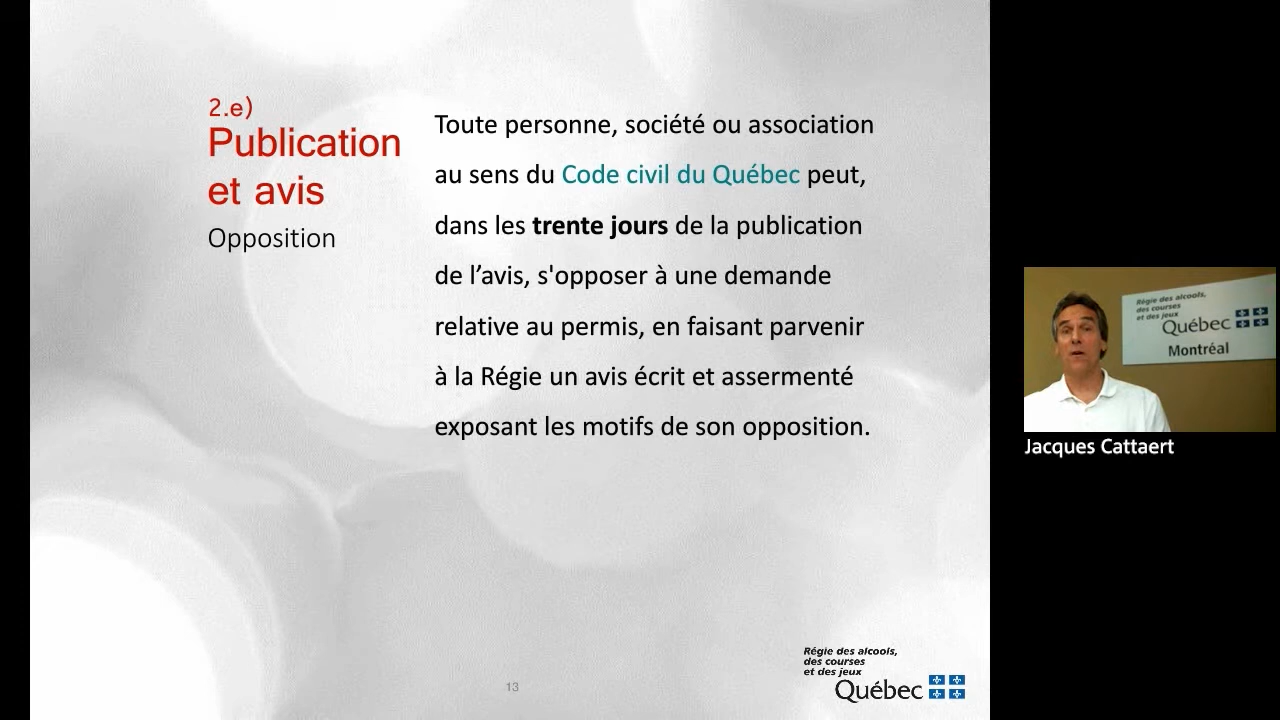 2.e)
Publication
et avis
Opposition
Toute personne, société ou association
au sens du Code civil du Québec peut,
dans les trente jours de la publication
de l’avis, s'opposer à une demande
relative au permis, en faisant parvenir
à la Régie un avis écrit et assermenté
exposant les motifs de son opposition.
Régie des alcools,
des courses
et des jeux
Québec
Montréal
Jacques Cattaert
Régie des alcools,
des courses
et des jeux
Québec
13